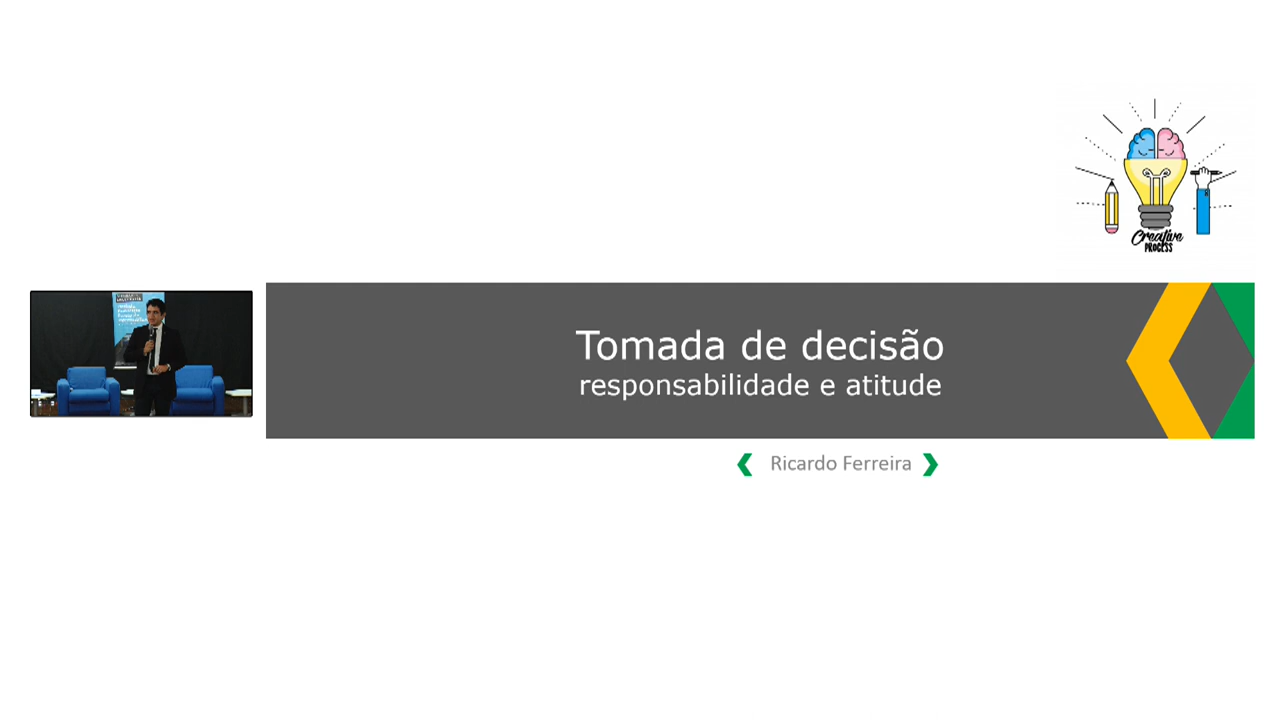 Creative
PROCESS
Tomada de decisão
responsabilidade e atitude
Ricardo Ferreira